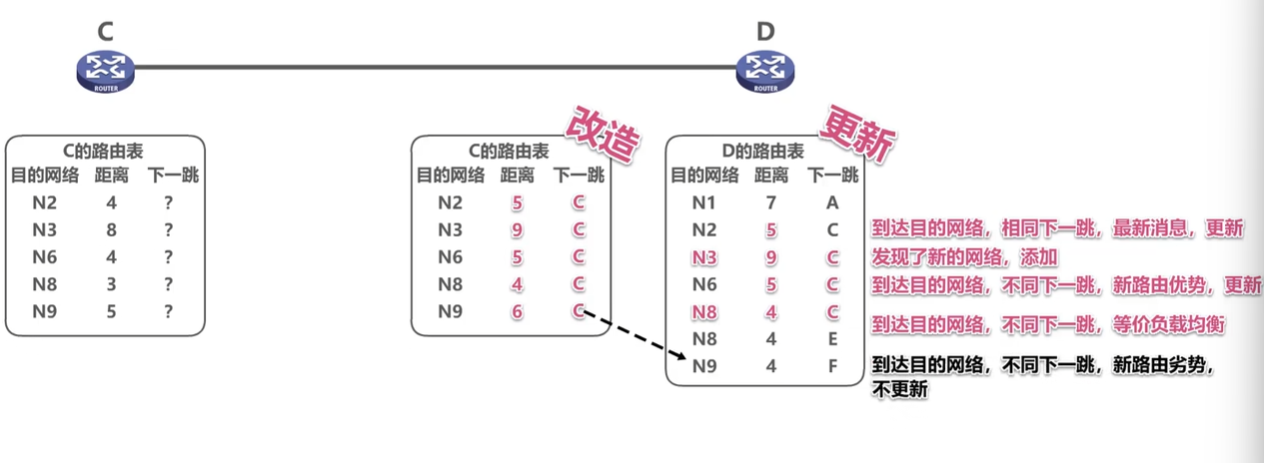 C
D
ROUTER
ROUTER
C的路由表
目的网络 距离 下一跳
N2 4 ?
N3 8 ?
N6 4 ?
N8 3 ?
N9 5 ?
改造
C的路由表
目的网络 距离 下一跳
N2 5 C
N3 9 C
N6 5 C
N8 4 C
N9 6 C
更新
D的路由表
目的网络 距离 下一跳
N1 7 A
N2 5 C
N3 9 C
N6 5 C
N8 4 C
N8 4 E
N9 4 F
到达目的网络，相同下一跳，最新消息，更新
发现了新的网络，添加
到达目的网络，不同下一跳，新路由优势，更新
到达目的网络，不同下一跳，等价负载均衡
到达目的网络，不同下一跳，新路由劣势，
不更新